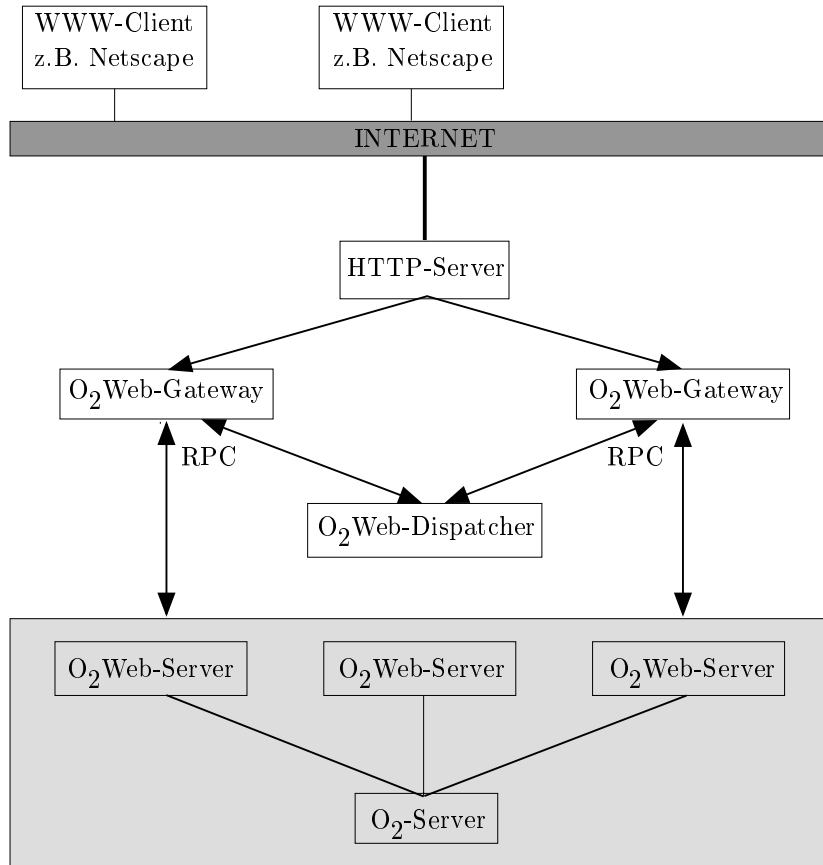 WWW-Client
z.B. Netscape
WWW-Client
z.B. Netscape
INTERNET
HTTP-Server
O2Web-Gateway
O2Web-Gateway
RPC
RPC
O2Web-Dispatcher
O2Web-Server
O2Web-Server
O2Web-Server
O2-Server